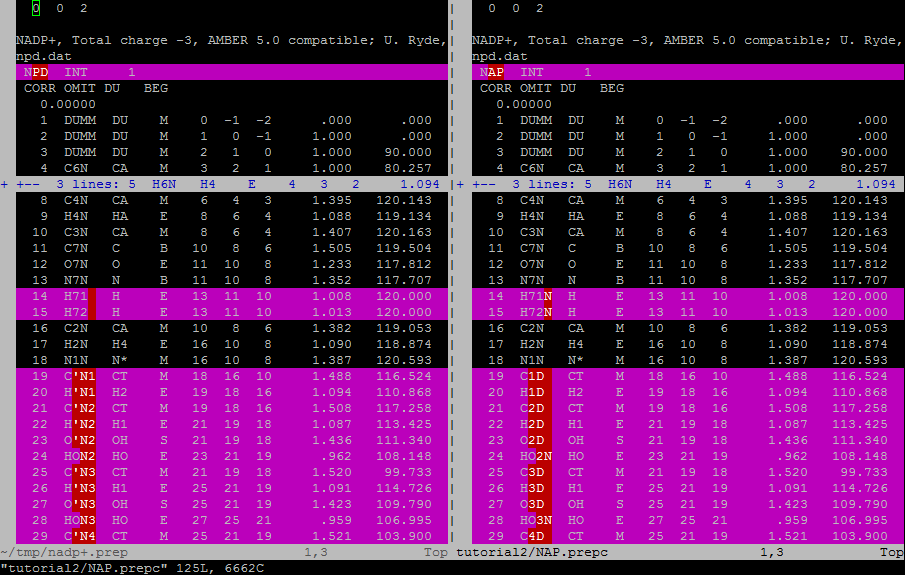 0  0  2
NADP+, Total charge -3, AMBER 5.0 compatible; U. Ryde,
npd.dat
NPD  INT     1
CORR OMIT DU   BEG
0.00000
1  DUMM  DU    M    0  -1  -2     .000      .000
2  DUMM  DU    M    1   0  -1    1.000      .000
3  DUMM  DU    M    2   1   0    1.000    90.000
4  C6N   CA    M    3   2   1    1.000    80.257
+ +--  3 lines: 5  H6N  H4    E    4   3   2     1.094
8  C4N   CA    M    6   4   3    1.395   120.143
9  H4N   HA    E    8   6   4    1.088   119.134
10  C3N   CA    M    8   6   4    1.407   120.163
11  C7N   C     B   10   8   6    1.505   119.504
12  O7N   O     E   11  10   8    1.233   117.812
13  N7N   N     B   11  10   8    1.352   117.707
14  H71   H     E   13  11  10    1.008   120.000
15  H72   H     E   13  11  10    1.013   120.000
16  C2N   CA    M   10   8   6    1.382   119.053
17  H2N   H4    E   16  10   8    1.090   118.874
18  N1N   N*    M   16  10   8    1.387   120.593
19  C'N1  CT    M   18  16  10    1.488   116.524
20  H'N1  H2    E   19  18  16    1.094   110.868
21  C'N2  CT    M   19  18  16    1.508   117.258
22  H'N2  H1    E   21  19  18    1.087   113.425
23  O'N2  OH    S   21  19  18    1.436   111.340
24  HON2  HO    E   23  21  19     .962   108.148
25  C'N3  CT    M   21  19  18    1.520    99.733
26  H'N3  H1    E   25  21  19    1.091   114.726
27  O'N3  OH    S   25  21  19    1.423   109.790
28  HON3  HO    E   27  25  21     .959   106.995
29  C'N4  CT    M   25  21  19    1.521   103.900
~/tmp/nadp+.prep                      1,3            Top
0  0  2
NADP+, Total charge -3, AMBER 5.0 compatible; U. Ryde,
npd.dat
NAP  INT     1
CORR OMIT DU   BEG
0.00000
1  DUMM  DU    M    0  -1  -2     .000      .000
2  DUMM  DU    M    1   0  -1    1.000      .000
3  DUMM  DU    M    2   1   0    1.000    90.000
4  C6N   CA    M    3   2   1    1.000    80.257
+ +--  3 lines: 5  H6N  H4    E    4   3   2     1.094
8  C4N   CA    M    6   4   3    1.395   120.143
9  H4N   HA    E    8   6   4    1.088   119.134
10  C3N   CA    M    8   6   4    1.407   120.163
11  C7N   C     B   10   8   6    1.505   119.504
12  O7N   O     E   11  10   8    1.233   117.812
13  N7N   N     B   11  10   8    1.352   117.707
14  H71N  H     E   13  11  10    1.008   120.000
15  H72N  H     E   13  11  10    1.013   120.000
16  C2N   CA    M   10   8   6    1.382   119.053
17  H2N   H4    E   16  10   8    1.090   118.874
18  N1N   N*    M   16  10   8    1.387   120.593
19  C1D   CT    M   18  16  10    1.488   116.524
20  H1D   H2    E   19  18  16    1.094   110.868
21  C2D   CT    M   19  18  16    1.508   117.258
22  H2D   H1    E   21  19  18    1.087   113.425
23  O2D   OH    S   21  19  18    1.436   111.340
24  HO2N  HO    E   23  21  19     .962   108.148
25  C3D   CT    M   21  19  18    1.520    99.733
26  H3D   H1    E   25  21  19    1.091   114.726
27  O3D   OH    S   25  21  19    1.423   109.790
28  HO3N  HO    E   27  25  21     .959   106.995
29  C4D   CT    M   25  21  19    1.521   103.900
tutorial2/NAP.prepc                   1,3            Top
"tutorial2/NAP.prepc" 125L, 6662C